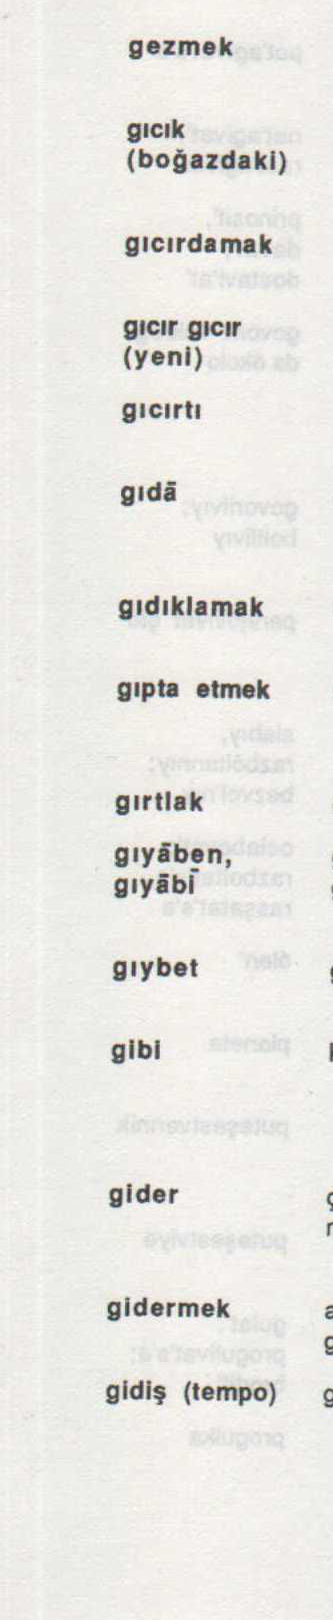 gezmek
gıcık
(boğazdaki)
gıcırdamak
gıcır gıcır
(yeni)
gıcırtı
gıdā
gıdıklamak
gıpta etmek
gırtlak
gıyāben,
gıyābī
gıybet
gibi
gider
gidermek
gidiş (tempo)